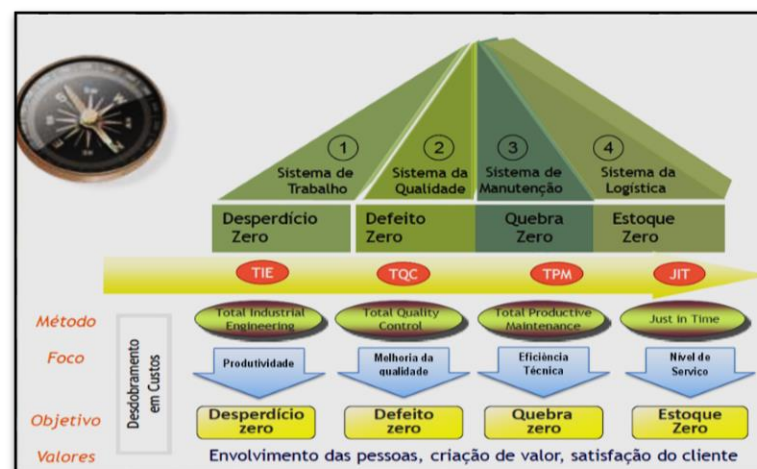 1
2
3
4
Sistema de
Trabalho
Sistema da
Qualidade
Sistema de
Manutenção
Sistema da
Logística
Desperdício
Zero
Defeito
Zero
Quebra
Zero
Estoque
Zero
TIE
TQC
TPM
JIT
Método
Total Industrial
Engineering
Total Quality
Control
Total Productive
Maintenance
Just in Time
Foco
Produtividade
Melhoria da
qualidade
Eficiência
Técnica
Nível de
Serviço
Desdobramento
em Custos
Objetivo
Desperdício
zero
Defeito
zero
Quebra
zero
Estoque
Zero
Valores
Envolvimento das pessoas, criação de valor, satisfação do cliente